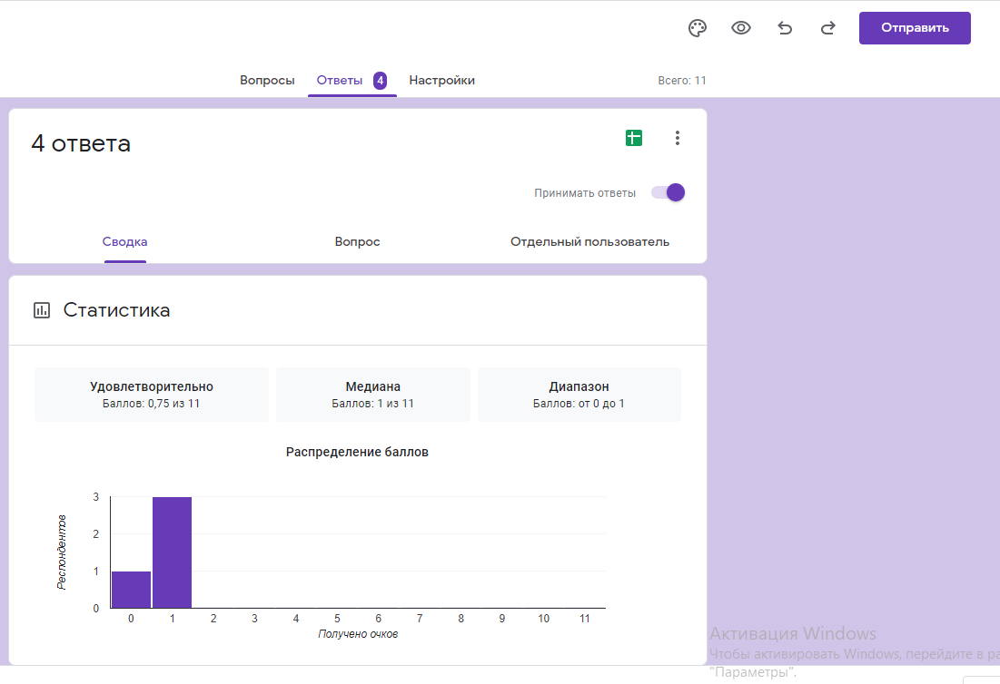 Отправить
Вопросы Ответы 4 Настройки Всего: 11
4 ответа
Принимать ответы
Сводка Вопрос Отдельный пользователь
Статистика
Удовлетворительно Медиана Диапазон
Баллов: 0,75 из 11 Баллов: 1 из 11 Баллов: от 0 до 1
Распределение баллов
Респондентов
3
2
1
0
0 1 2 3 4 5 6 7 8 9 10 11
Получено очков
Активация Windows
Чтобы активировать Windows, перейдите в
"Параметры".